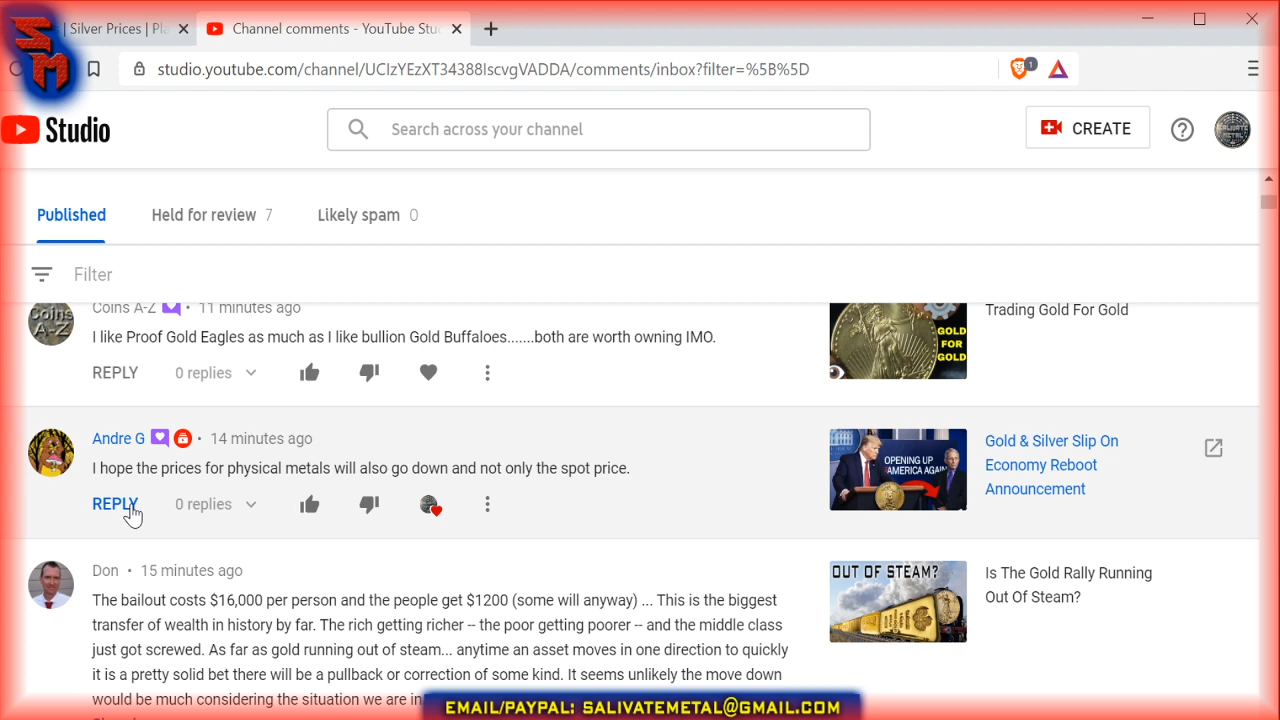 SM
| Silver Prices | Pla
Channel comments - YouTube Stu
studio.youtube.com/channel/UCIzYEzXT34388IscvgVADDA/comments/inbox?filter=%5B%5D
1
Studio
Search across your channel
CREATE
SALIVATE METAL
Published
Held for review 7
Likely spam 0
Filter
Coins A-Z • 11 minutes ago
I like Proof Gold Eagles as much as I like bullion Gold Buffaloes.......both are worth owning IMO.
REPLY 0 replies
Coins A-Z
GOLD FOR GOLD
Trading Gold For Gold
Andre G • 14 minutes ago
I hope the prices for physical metals will also go down and not only the spot price.
REPLY 0 replies
OPENING UP AMERICA AGAIN
Gold & Silver Slip On
Economy Reboot
Announcement
Don • 15 minutes ago
The bailout costs $16,000 per person and the people get $1200 (some will anyway) ... This is the biggest
transfer of wealth in history by far. The rich getting richer -- the poor getting poorer -- and the middle class
just got screwed. As far as gold running out of steam... anytime an asset moves in one direction to quickly
it is a pretty solid bet there will be a pullback or correction of some kind. It seems unlikely the move down
would be much considering the situation we are in
OUT OF STEAM?
Is The Gold Rally Running
Out Of Steam?
EMAIL/PAYPAL: SALIVATEMETAL@GMAIL.COM